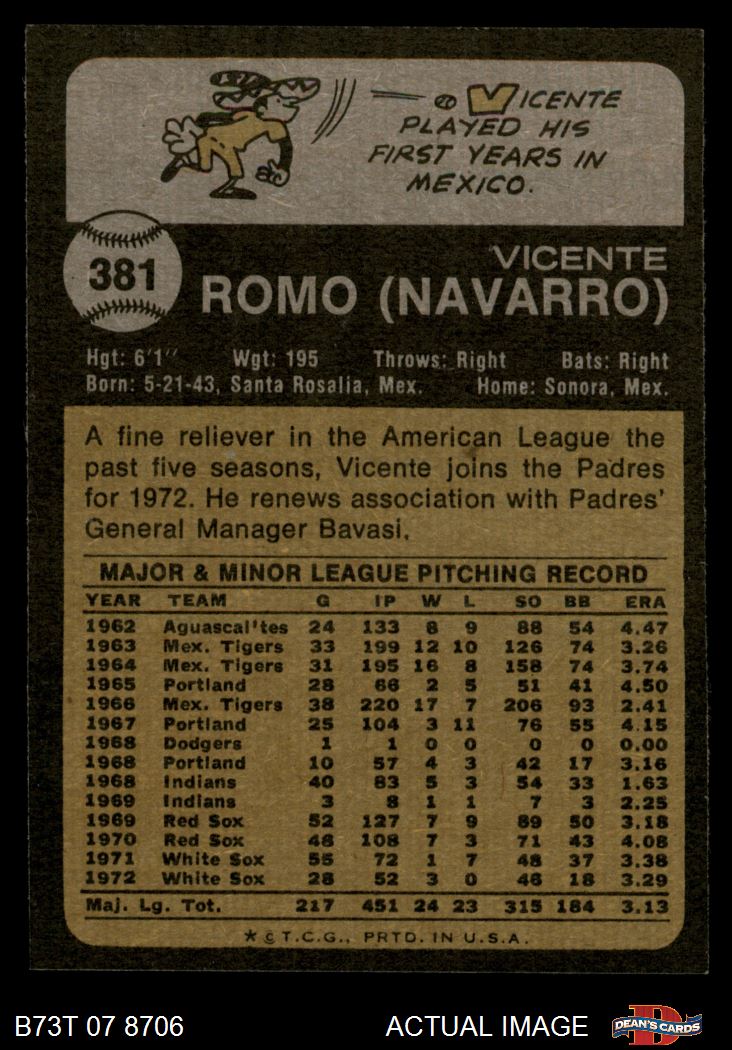 VICENTE
PLAYED HIS
FIRST YEARS IN
MEXICO.
381
VICENTE
ROMO (NAVARRO)
Hgt: 6'1" Wgt: 195 Throws: Right Bats: Right
Born: 5-21-43, Santa Rosalia, Mex. Home: Sonora, Mex.
A fine reliever in the American League the
past five seasons, Vicente joins the Padres
for 1972. He renews association with Padres'
General Manager Bavasi.
MAJOR & MINOR LEAGUE PITCHING RECORD
YEAR TEAM G IP W L SO BB ERA
1962 Aguascal'tes 24 133 8 9 88 54 4.47
1963 Mex. Tigers 33 199 12 10 126 74 3.26
1964 Mex. Tigers 31 195 16 8 158 74 3.74
1965 Portland 28 66 2 5 51 41 4.50
1966 Mex. Tigers 38 220 17 7 206 93 2.41
1967 Portland 25 104 3 11 76 55 4.15
1968 Dodgers 1 1 0 0 0 0 0.00
1968 Portland 10 57 4 3 42 17 3.16
1968 Indians 40 83 5 3 54 33 1.63
1969 Indians 3 8 1 1 7 3 2.25
1969 Red Sox 52 127 7 9 89 50 3.18
1970 Red Sox 48 108 7 3 71 43 4.08
1971 White Sox 55 72 1 7 48 37 3.38
1972 White Sox 28 52 3 0 46 18 3.29
Maj. Lg. Tot. 217 451 24 23 315 184 3.13
* © T.C.G., PRTD. IN U.S.A.
B73T 07 8706 ACTUAL IMAGE
D
DEAN'S CARDS